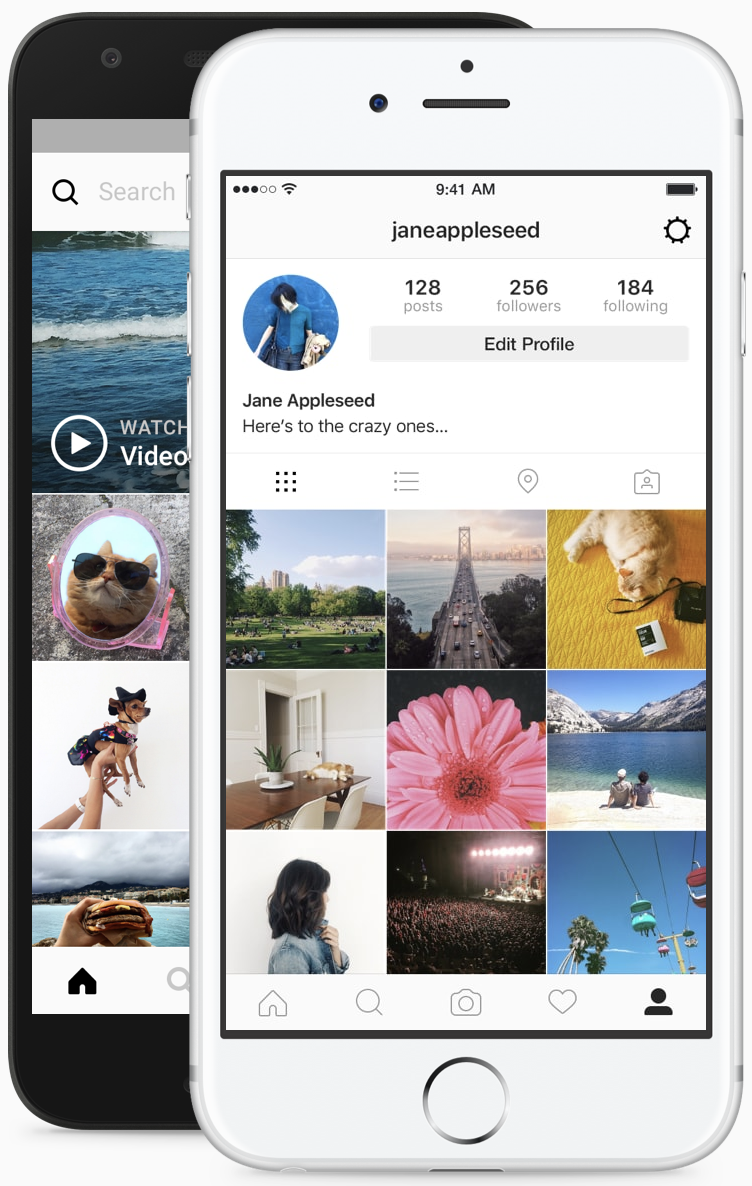 Search
WATCH
Video
9:41 AM
janeappleseed
128
256
184
posts
followers
following
Edit Profile
Jane Appleseed
Here's to the crazy ones...